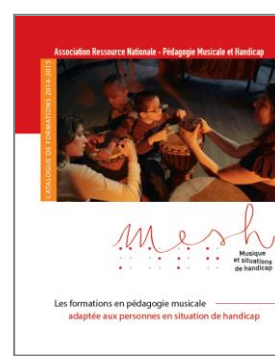 Association Ressource Nationale - Pédagogie Musicale et Handicap
CATALOGUE DE FORMATIONS 2014-2015
mesh
Musique
et situations
de handicap
Les formations en pédagogie musicale
adaptée aux personnes en situation de handicap